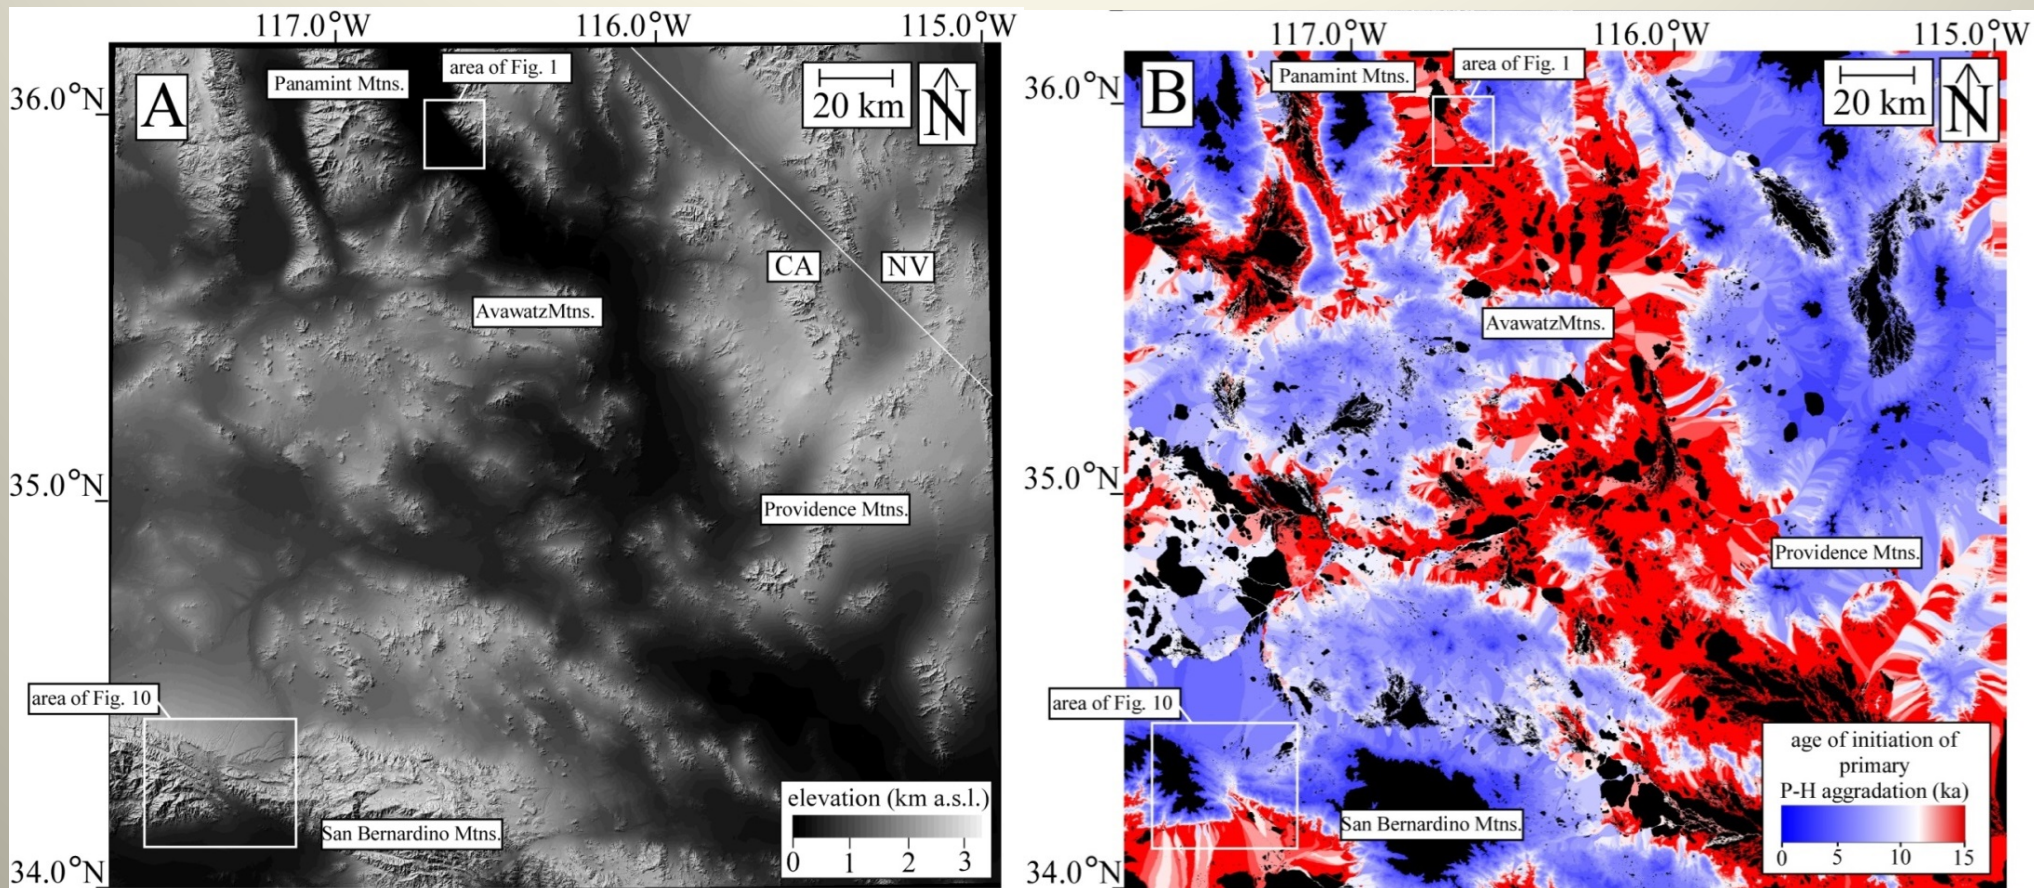 117.0°W 116.0°W 115.0°W
36.0°N
35.0°N
34.0°N
A
Panamint Mtns.
area of Fig. 1
20 km
N
CA
NV
AvawatzMtns.
Providence Mtns.
area of Fig. 10
San Bernardino Mtns.
elevation (km a.s.l.)
0 1 2 3
117.0°W 116.0°W 115.0°W
36.0°N
35.0°N
34.0°N
B
Panamint Mtns.
area of Fig. 1
20 km
N
AvawatzMtns.
Providence Mtns.
area of Fig. 10
San Bernardino Mtns.
age of initiation of
primary
P-H aggradation (ka)
0 5 10 15